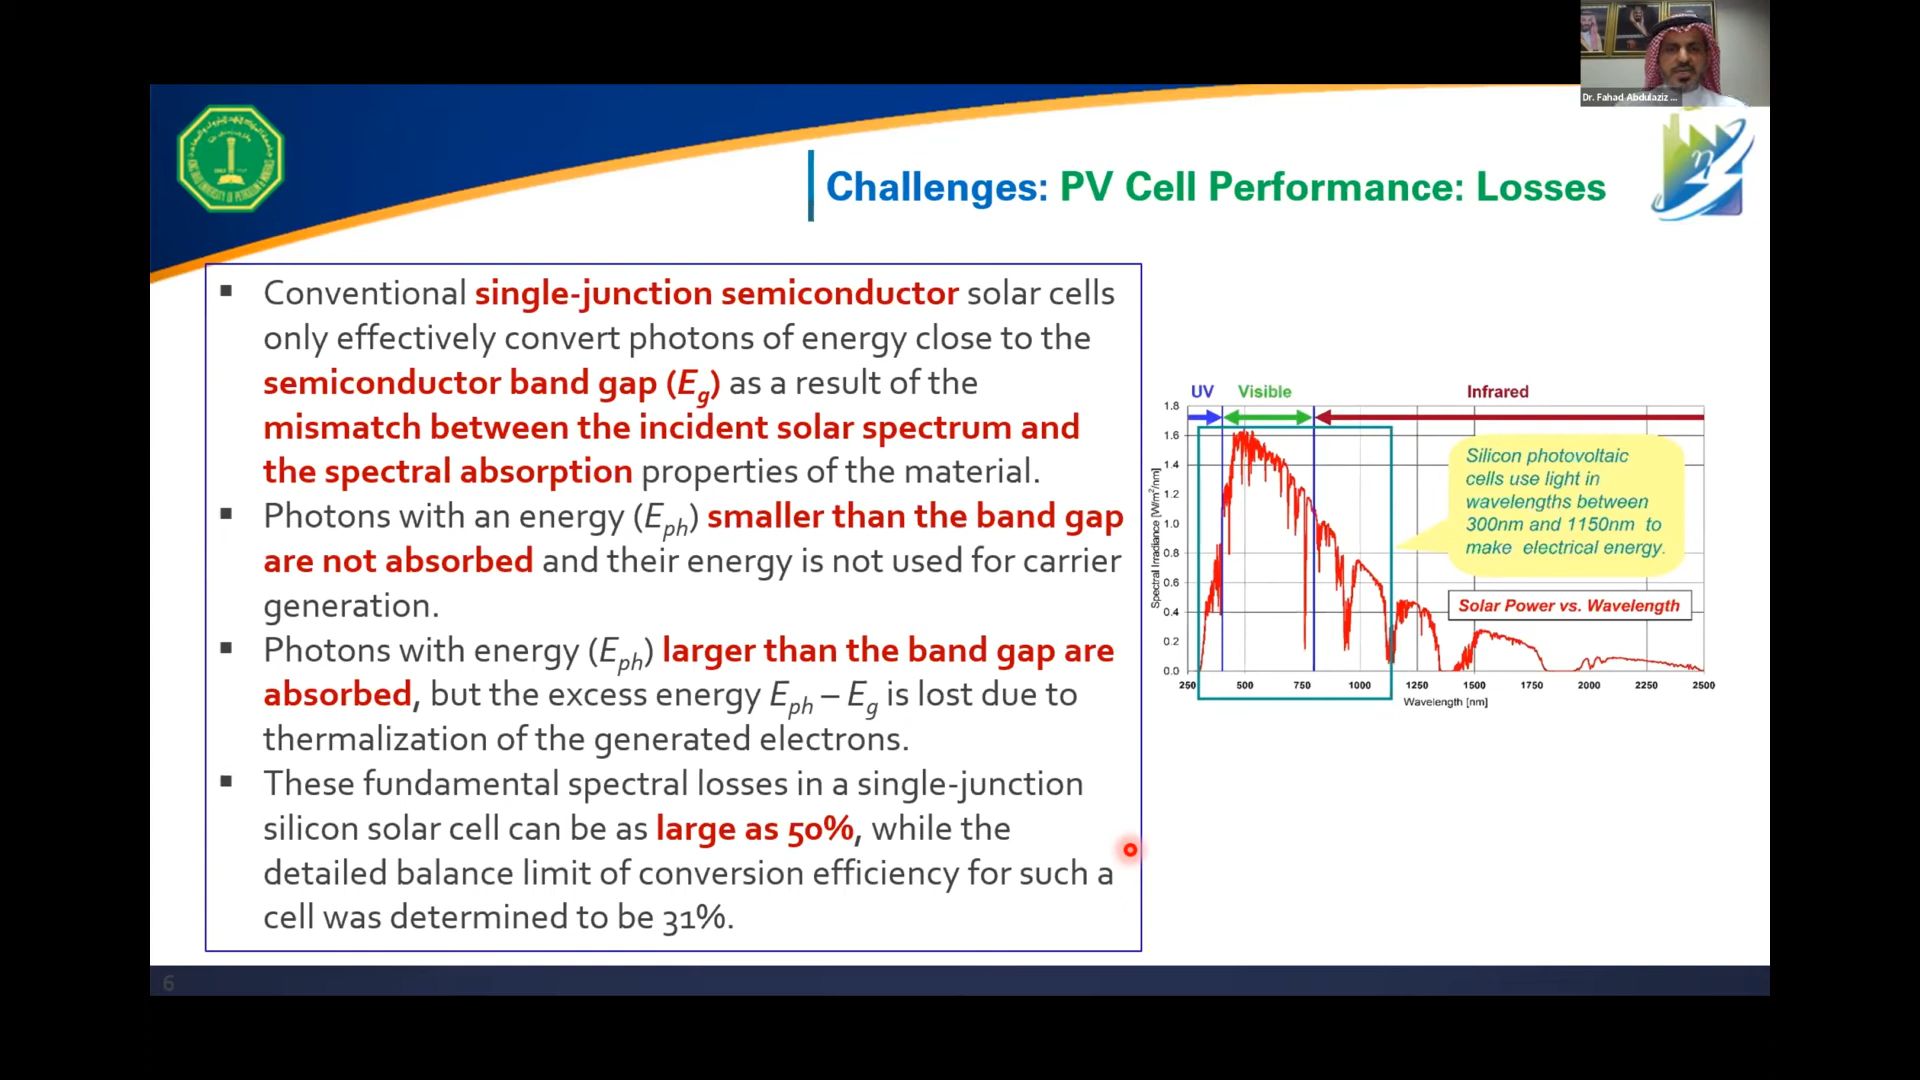 Dr. Fahad Abdulaziz ...
Challenges: PV Cell Performance: Losses
▪ Conventional single-junction semiconductor solar cells
only effectively convert photons of energy close to the
semiconductor band gap (Eg) as a result of the
mismatch between the incident solar spectrum and
the spectral absorption properties of the material.
▪ Photons with an energy (Eph) smaller than the band gap
are not absorbed and their energy is not used for carrier
generation.
▪ Photons with energy (Eph) larger than the band gap are
absorbed, but the excess energy Eph – Eg is lost due to
thermalization of the generated electrons.
▪ These fundamental spectral losses in a single-junction
silicon solar cell can be as large as 50%, while the
detailed balance limit of conversion efficiency for such a
cell was determined to be 31%.
UV Visible Infrared
Spectral Irradiance [W/m²/nm]
1.8
1.6
1.4
1.2
1.0
0.8
0.6
0.4
0.2
0.0
Silicon photovoltaic
cells use light in
wavelengths between
300nm and 1150nm to
make electrical energy.
Solar Power vs. Wavelength
250 500 750 1000 1250 1500 1750 2000 2250 2500
Wavelength [nm]
6